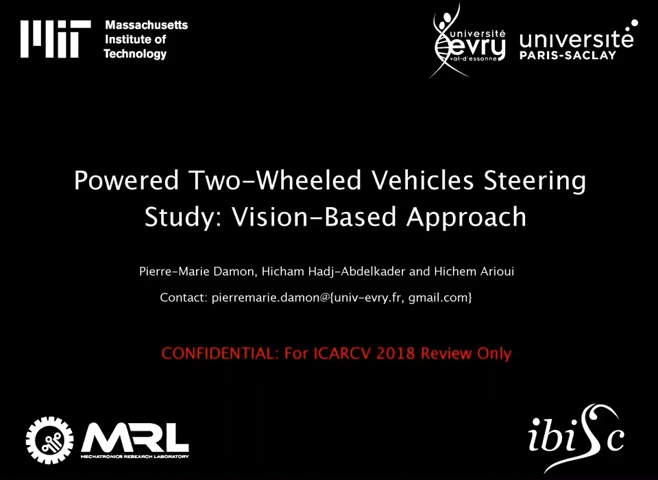 Massachusetts
Institute of
Technology
université
evry
val-d'essonne
université
PARIS-SACLAY
Powered Two-Wheeled Vehicles Steering
Study: Vision-Based Approach
Pierre-Marie Damon, Hicham Hadj-Abdelkader and Hichem Arioui
Contact: pierremarie.damon@{univ-evry.fr, gmail.com}
CONFIDENTIAL: For ICARCV 2018 Review Only
MRL
MECHATRONICS RESEARCH LABORATORY
ibisc